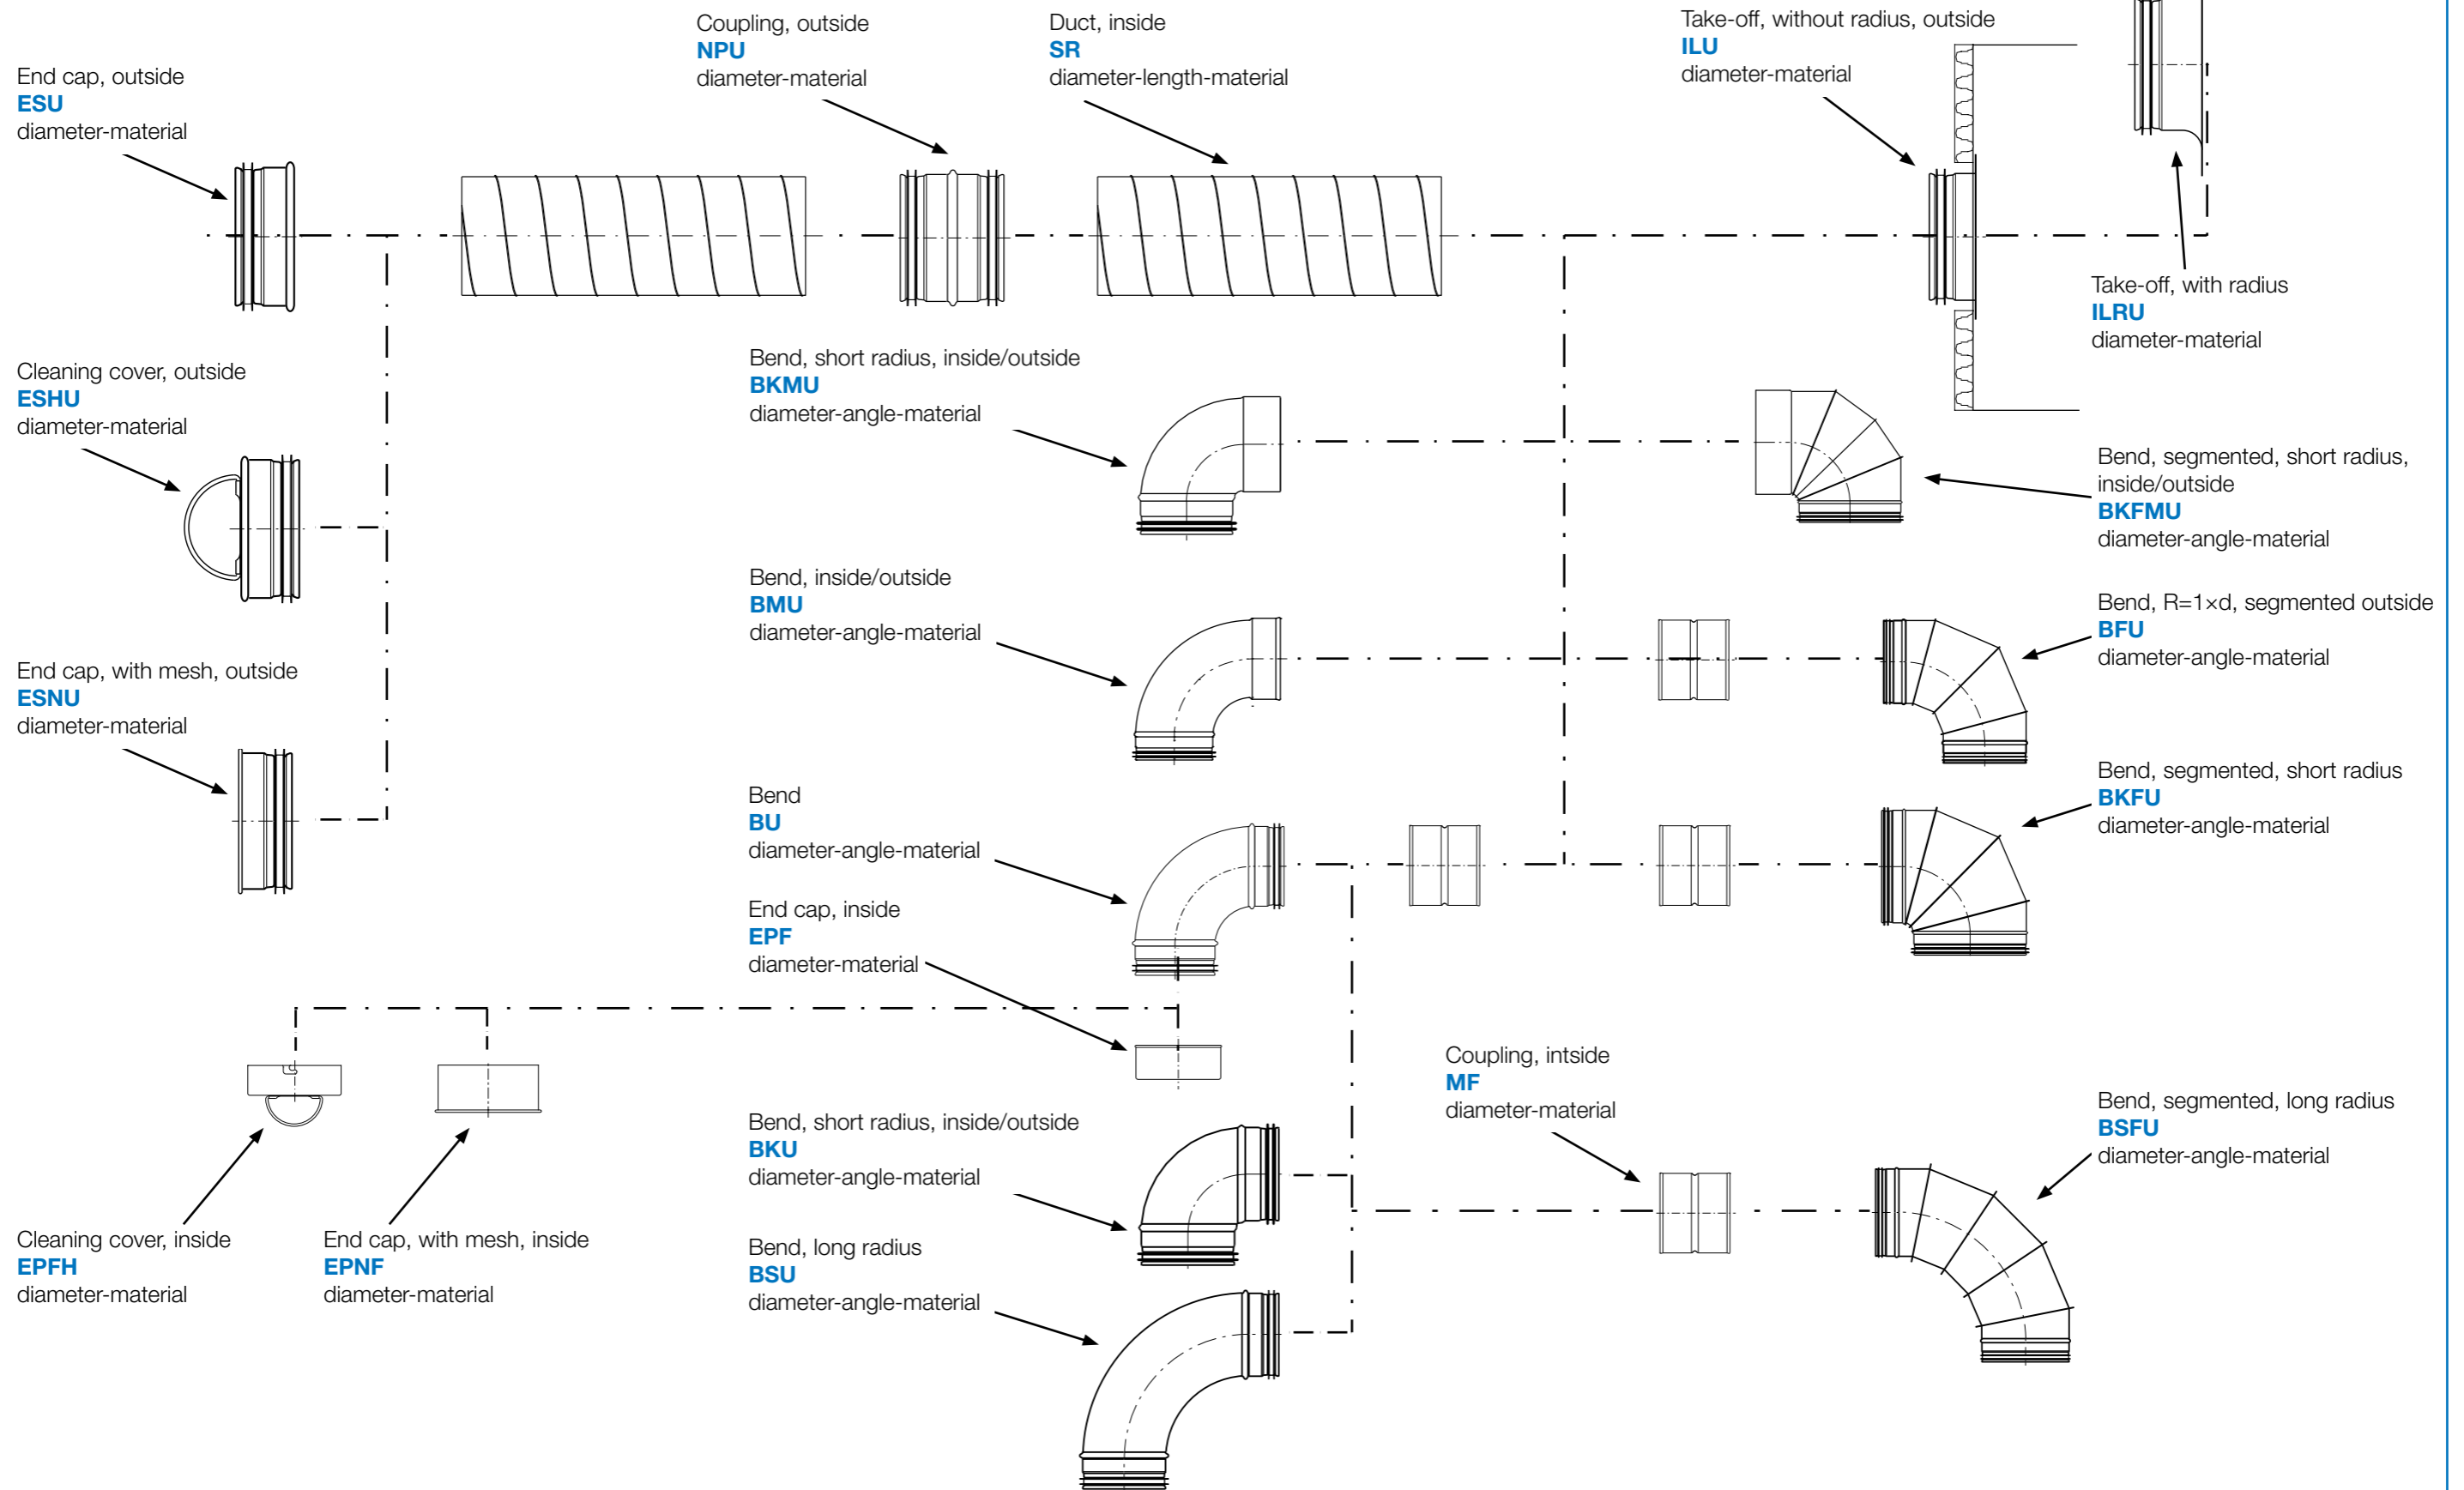 Coupling, outside
NPU
diameter-material
Duct, inside
SR
diameter-length-material
Take-off, without radius, outside
ILU
diameter-material
End cap, outside
ESU
diameter-material
Take-off, with radius
ILRU
diameter-material
Cleaning cover, outside
ESHU
diameter-material
Bend, short radius, inside/outside
BKMU
diameter-angle-material
Bend, segmented, short radius,
inside/outside
BKFMU
diameter-angle-material
Bend, inside/outside
BMU
diameter-angle-material
Bend, R=1×d, segmented outside
BFU
diameter-angle-material
End cap, with mesh, outside
ESNU
diameter-material
Bend
BU
diameter-angle-material
Bend, segmented, short radius
BKFU
diameter-angle-material
End cap, inside
EPF
diameter-material
Coupling, intside
MF
diameter-material
Bend, short radius, inside/outside
BKU
diameter-angle-material
Bend, segmented, long radius
BSFU
diameter-angle-material
Cleaning cover, inside
EPFH
diameter-material
End cap, with mesh, inside
EPNF
diameter-material
Bend, long radius
BSU
diameter-angle-material